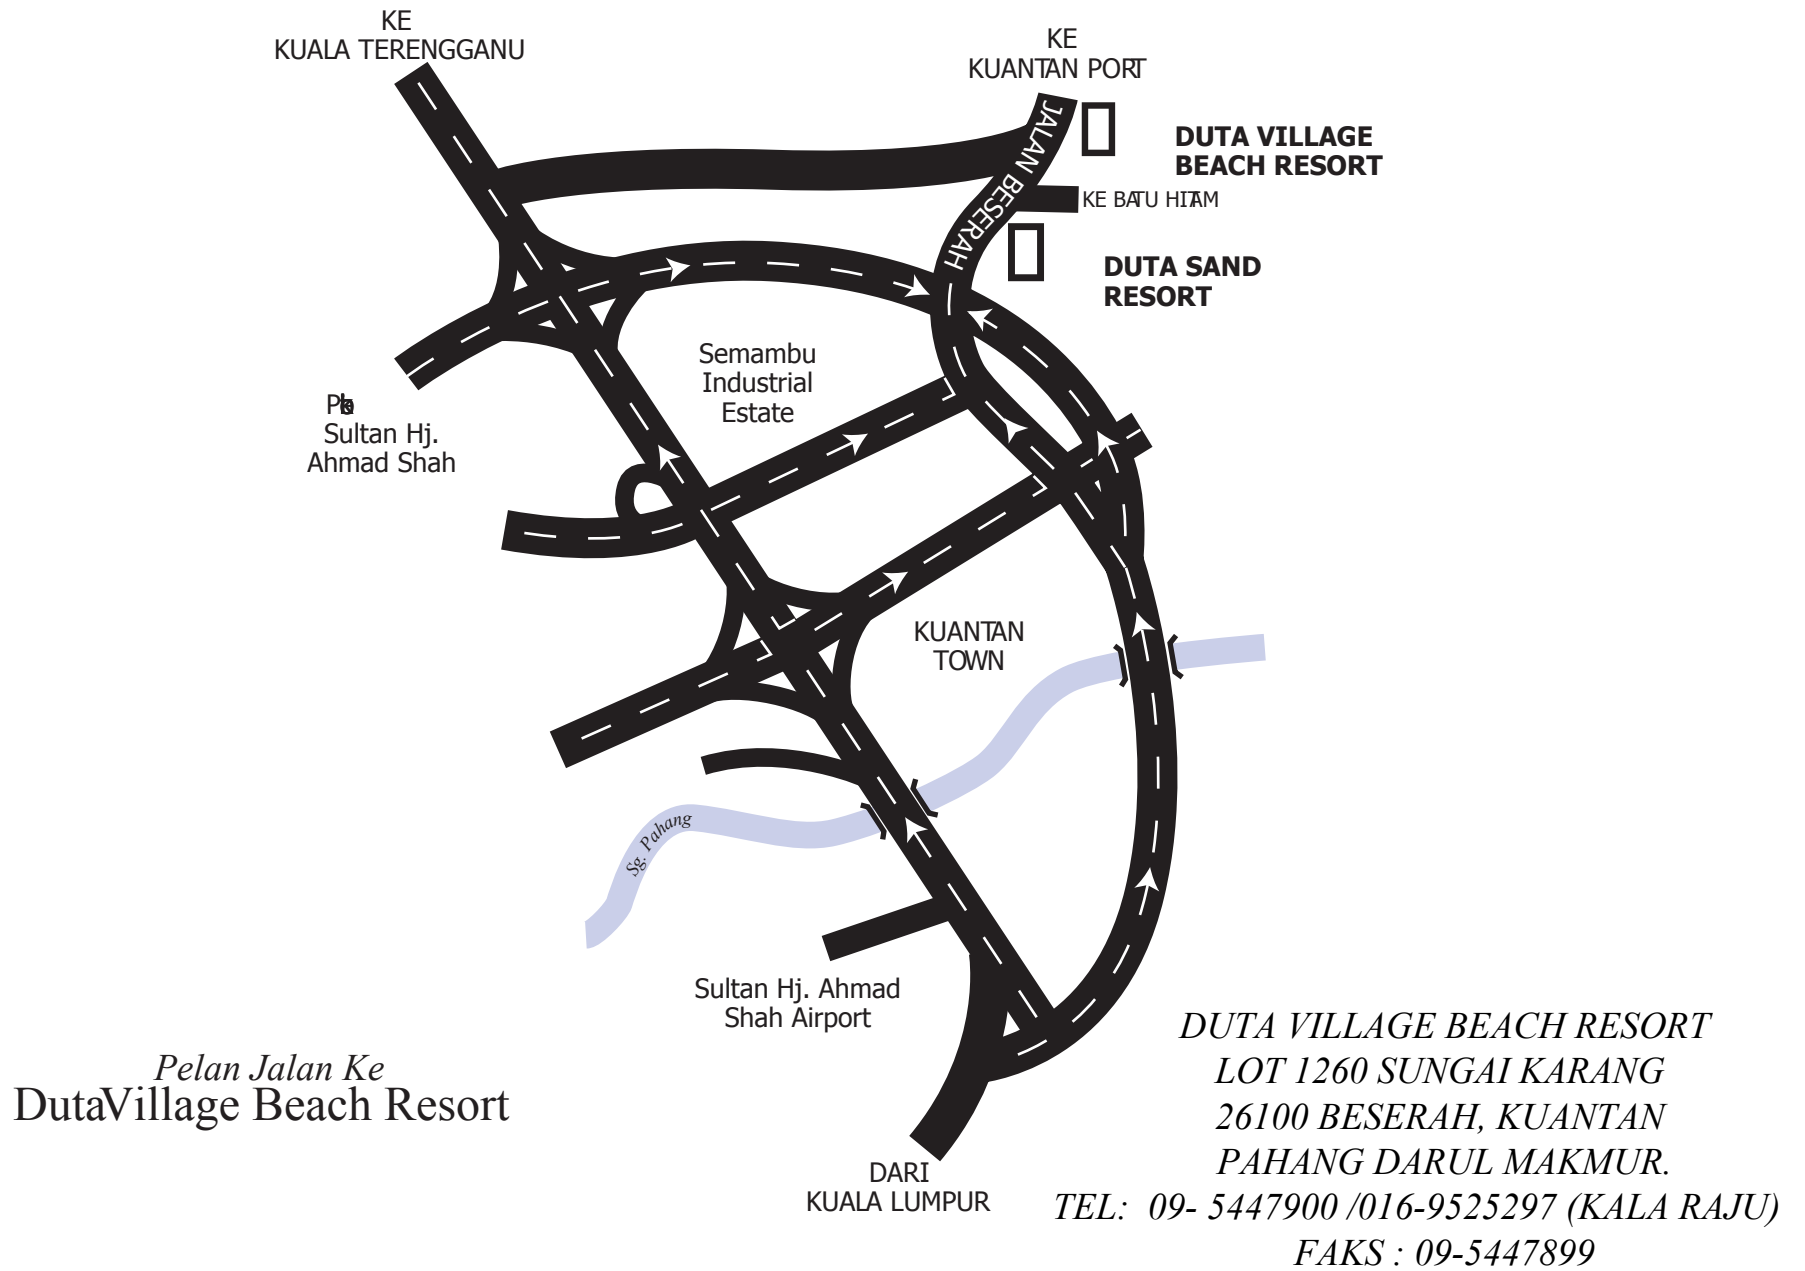 KE
KUALA TERENGGANU
KE
KUANTAN PORT
JALAN BESERAH
DUTA VILLAGE
BEACH RESORT
KE BATU HITAM
DUTA SAND
RESORT
Semambu
Industrial
Estate
Sultan Hj.
Ahmad Shah
KUANTAN
TOWN
Sg. Pahang
Sultan Hj. Ahmad
Shah Airport
DARI
KUALA LUMPUR
Pelan Jalan Ke
DutaVillage Beach Resort
DUTA VILLAGE BEACH RESORT
LOT 1260 SUNGAI KARANG
26100 BESERAH, KUANTAN
PAHANG DARUL MAKMUR.
TEL: 09- 5447900 /016-9525297 (KALA RAJU)
FAKS : 09-5447899